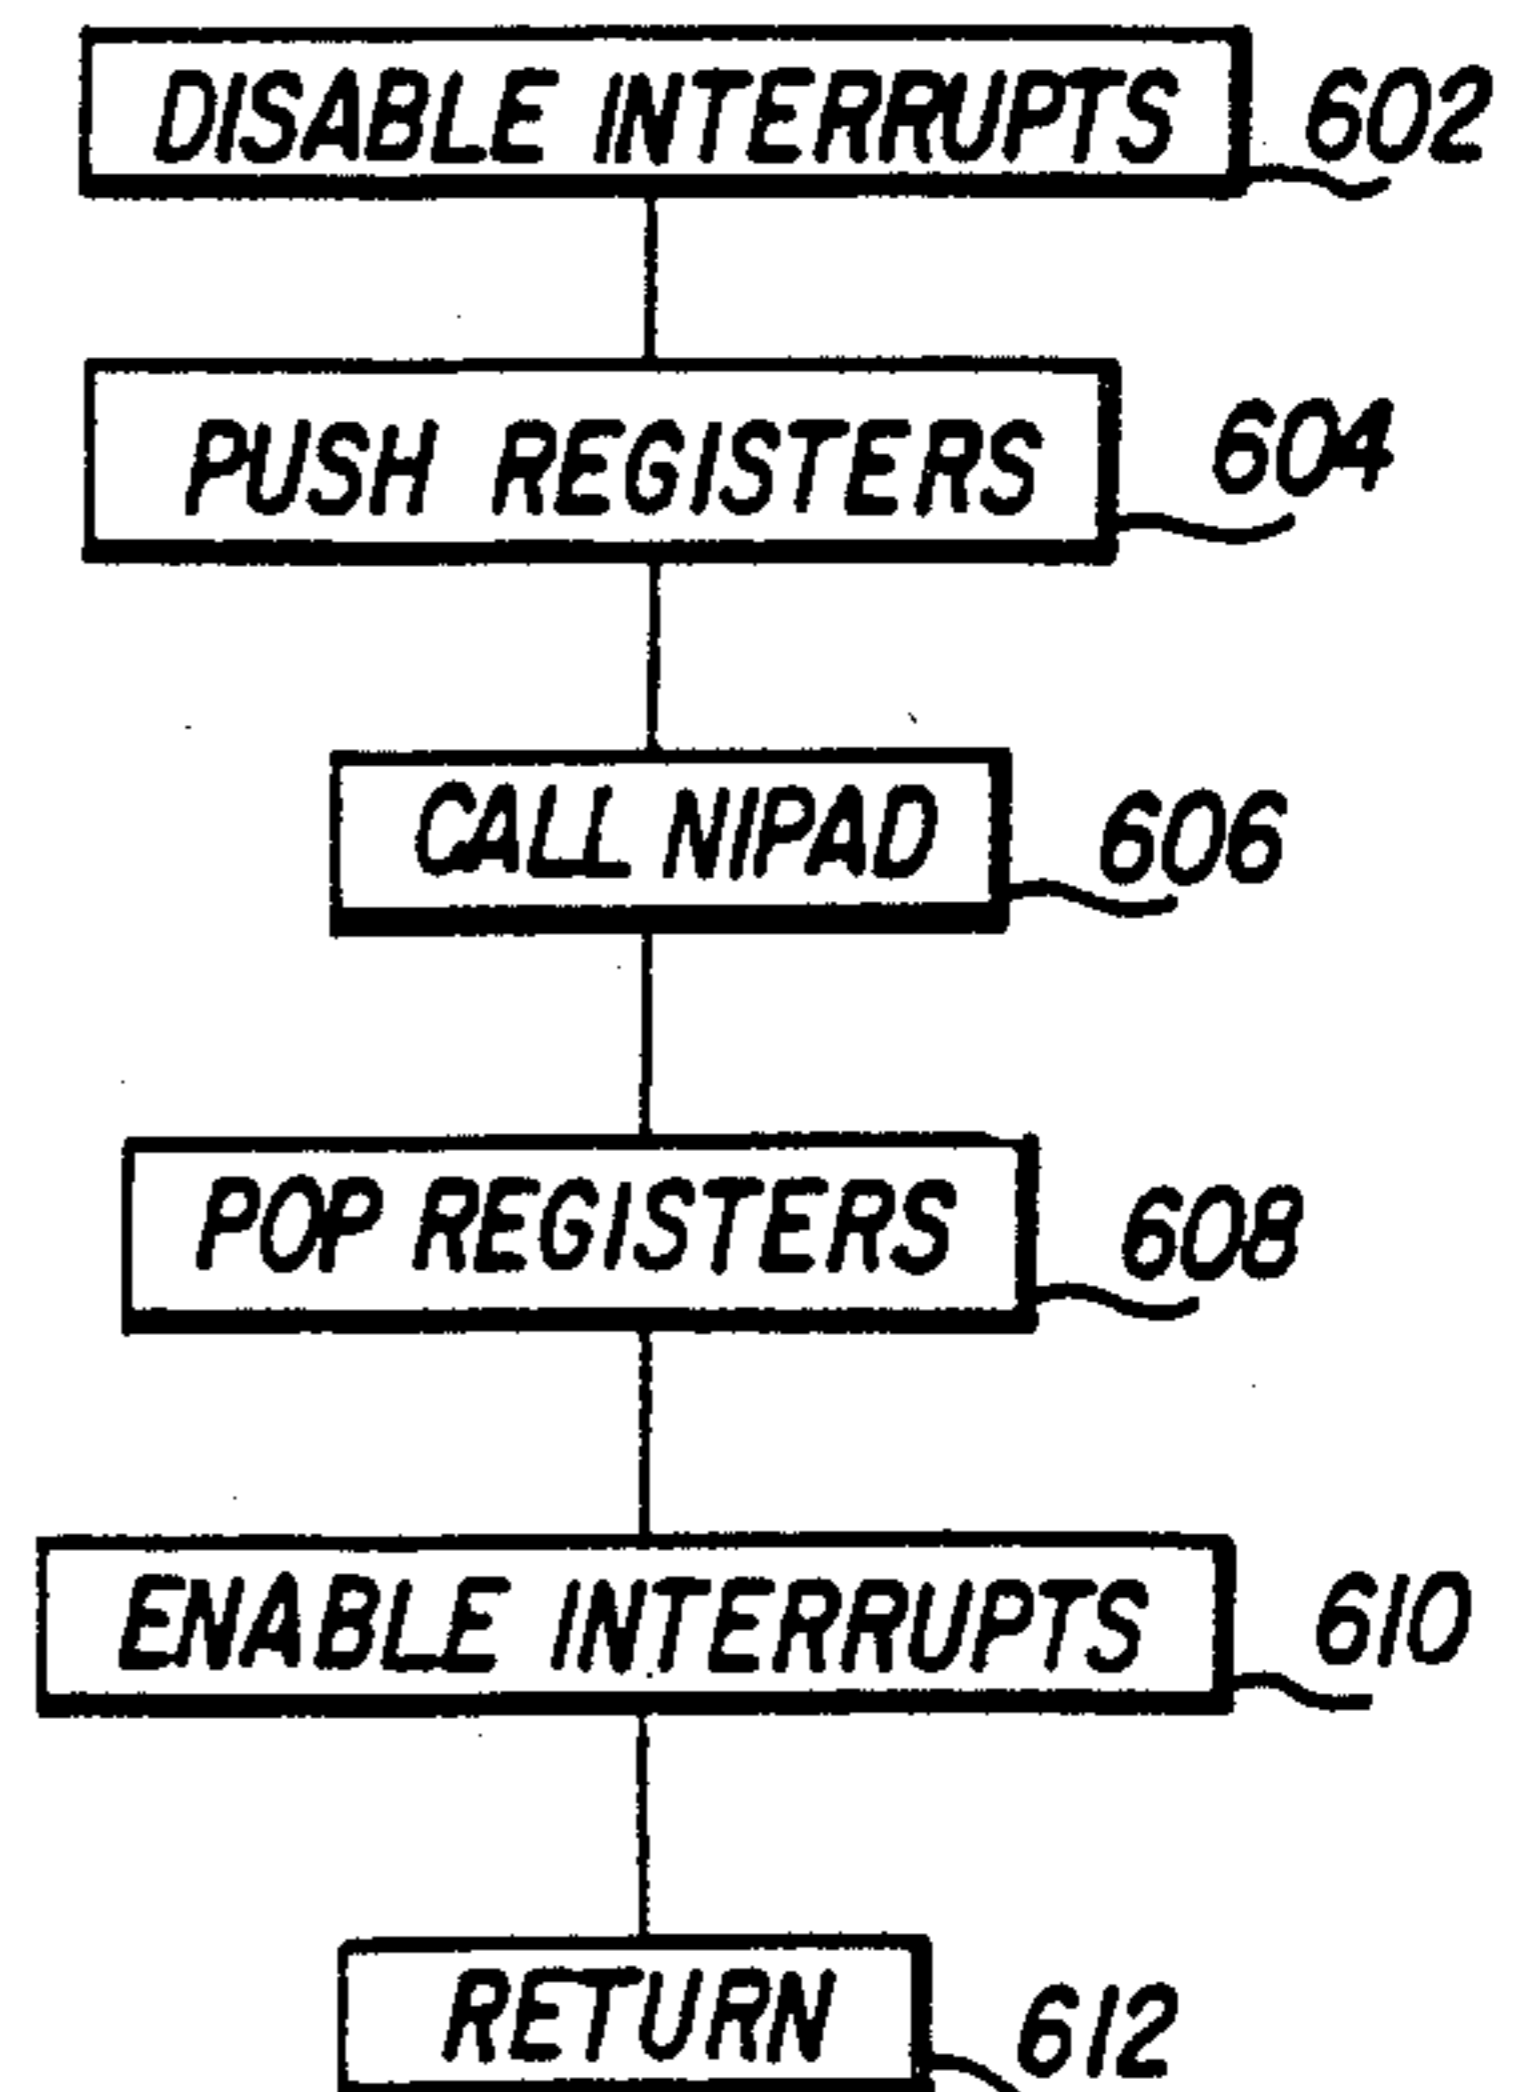 DISABLE INTERRUPTS 602
PUSH REGISTERS 604
CALL NIPAD 606
POP REGISTERS 608
ENABLE INTERRUPTS 610
RETURN 612